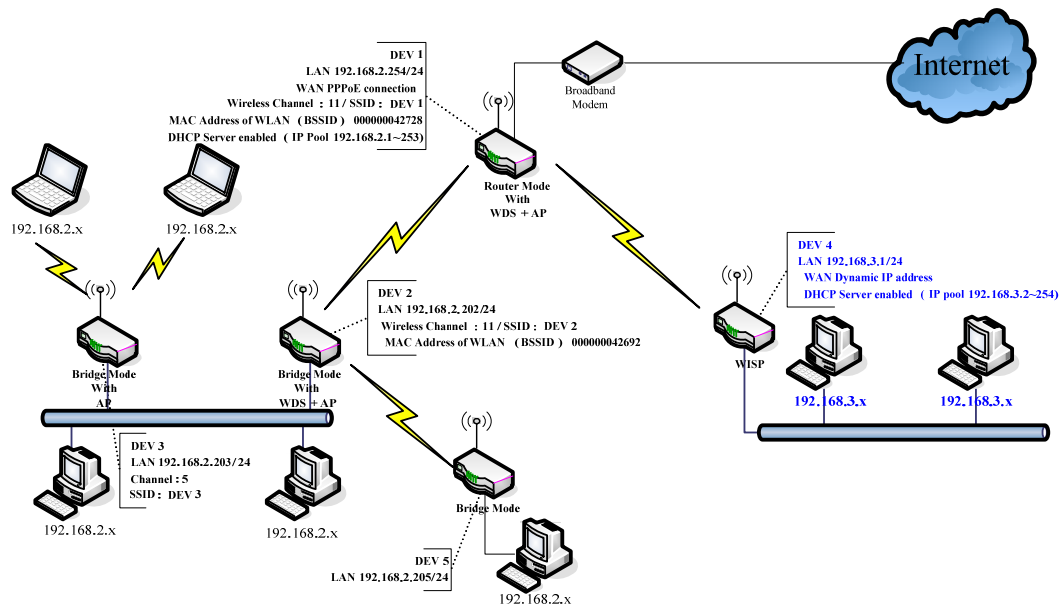 DEV 1
LAN 192.168.2.254/24
WAN PPPoE connection
Wireless Channel : 11 / SSID : DEV 1
MAC Address of WLAN (BSSID) 000000042728
DHCP Server enabled ( IP Pool 192.168.2.1~253)
Broadband
Modem
Internet
Router Mode
With
WDS + AP
192.168.2.x
192.168.2.x
DEV 2
LAN 192.168.2.202/24
Wireless Channel : 11 / SSID : DEV 2
MAC Address of WLAN (BSSID) 000000042692
DEV 4
LAN 192.168.3.1/24
WAN Dynamic IP address
DHCP Server enabled ( IP pool 192.168.3.2~254)
Bridge Mode
With
AP
Bridge Mode
With
WDS + AP
WISP
192.168.3.x
192.168.3.x
DEV 3
LAN 192.168.2.203/24
Channel : 5
SSID : DEV 3
192.168.2.x
192.168.2.x
Bridge Mode
DEV 5
LAN 192.168.2.205/24
192.168.2.x